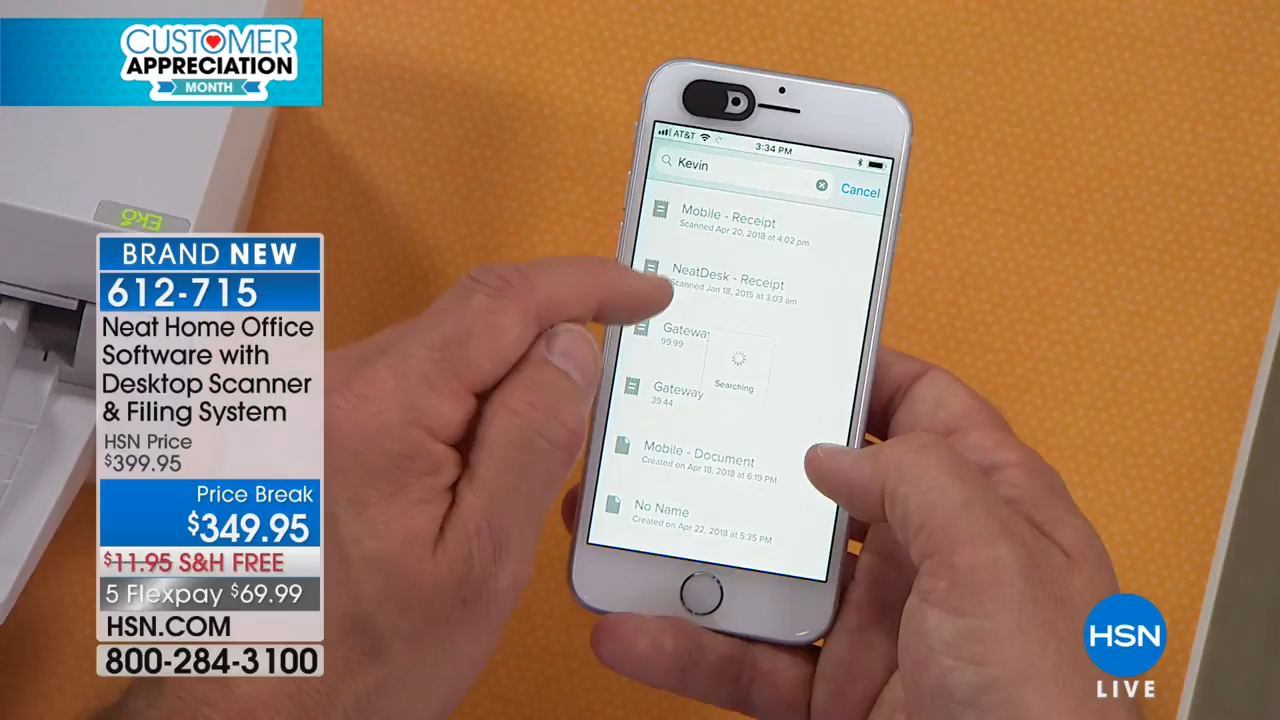 CUSTOMER
APPRECIATION
MONTH
BRAND NEW
612-715
Neat Home Office
Software with
Desktop Scanner
& Filing System
HSN Price
$399.95
Price Break
$349.95
$11.95 S&H FREE
5 Flexpay $69.99
HSN.COM
800-284-3100
AT&T
3:34 PM
Kevin
Cancel
Mobile - Receipt
Scanned Apr 20, 2018 at 4:02 pm
NeatDesk - Receipt
Scanned Jan 18, 2015 at 3:03 am
Gateway
99.99
Searching
Gateway
39.44
Mobile - Document
Created on Apr 18, 2018 at 6:19 PM
No Name
Created on Apr 22, 2018 at 5:35 PM
HSN
LIVE